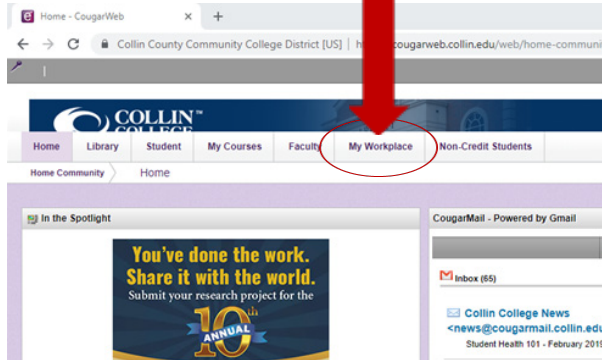 Home - CougarWeb
Collin County Community College District [US] | cougarweb.collin.edu/web/home-communi
COLLIN™
COLLEGE
Home Library Student My Courses Faculty My Workplace Non-Credit Students
Home Community Home
In the Spotlight
You've done the work.
Share it with the world.
Submit your research project for the
10th
ANNUAL
CougarMail - Powered by Gmail
Inbox (65)
Collin College News
<news@cougarmail.collin.edu
Student Health 101 - February 2019